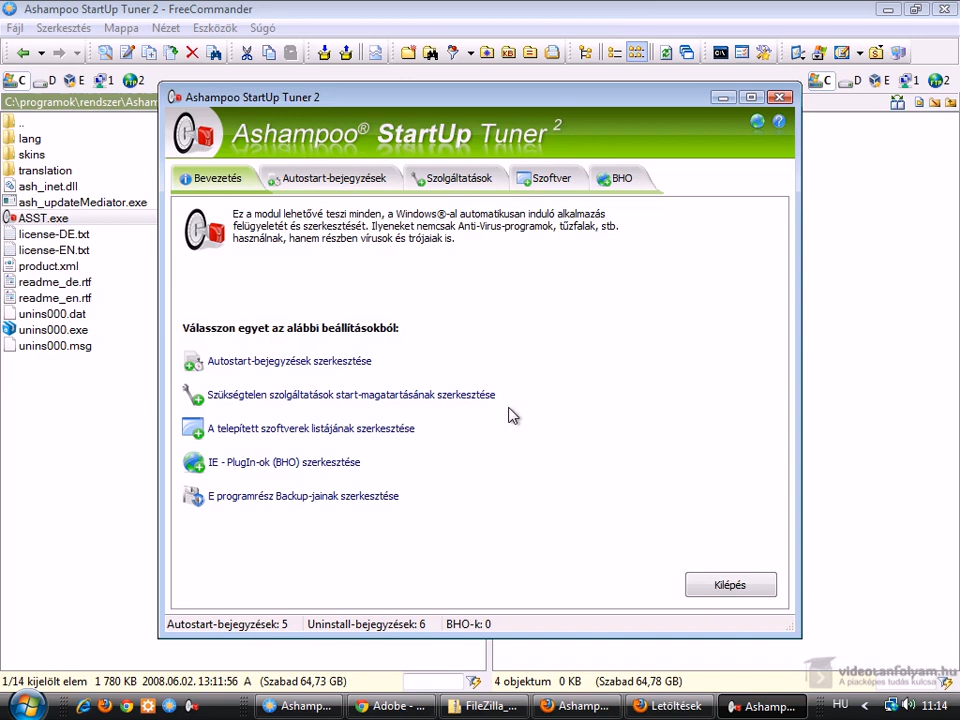 Ashampoo StartUp Tuner 2 - FreeCommander
Fájl Szerkesztés Mappa Nézet Eszközök Súgó
C D E 1 2
C D E 1 2
C:\programok\rendszer\Asham
..
lang
skins
translation
ash_inet.dll
ash_updateMediator.exe
ASST.exe
license-DE.txt
license-EN.txt
product.xml
readme_de.rtf
readme_en.rtf
unins000.dat
unins000.exe
unins000.msg
Ashampoo StartUp Tuner 2
Ashampoo® StartUp Tuner 2
Bevezetés Autostart-bejegyzések Szolgáltatások Szoftver BHO
Ez a modul lehetővé teszi minden, a Windows®-al automatikusan induló alkalmazás
felügyeletét és szerkesztését. Ilyeneket nemcsak Anti-Virus-programok, tűzfalak, stb.
használnak, hanem részben vírusok és trójaiak is.
Válasszon egyet az alábbi beállításokból:
Autostart-bejegyzések szerkesztése
Szükségtelen szolgáltatások start-magatartásának szerkesztése
A telepített szoftverek listájának szerkesztése
IE - PlugIn-ok (BHO) szerkesztése
E programrész Backup-jainak szerkesztése
Kilépés
Autostart-bejegyzések: 5 Uninstall-bejegyzések: 6 BHO-k: 0
1/14 kijelölt elem 1 780 KB 2008.06.02. 13:11:56 A (Szabad 64,73 GB)
4 objektum 0 KB (Szabad 64,78 GB)
videotanfolyam.hu
A piacképes tudás kulcsa
Ashamp... Adobe - ... FileZilla_... Ashamp... Letöltések Ashamp... HU 11:14